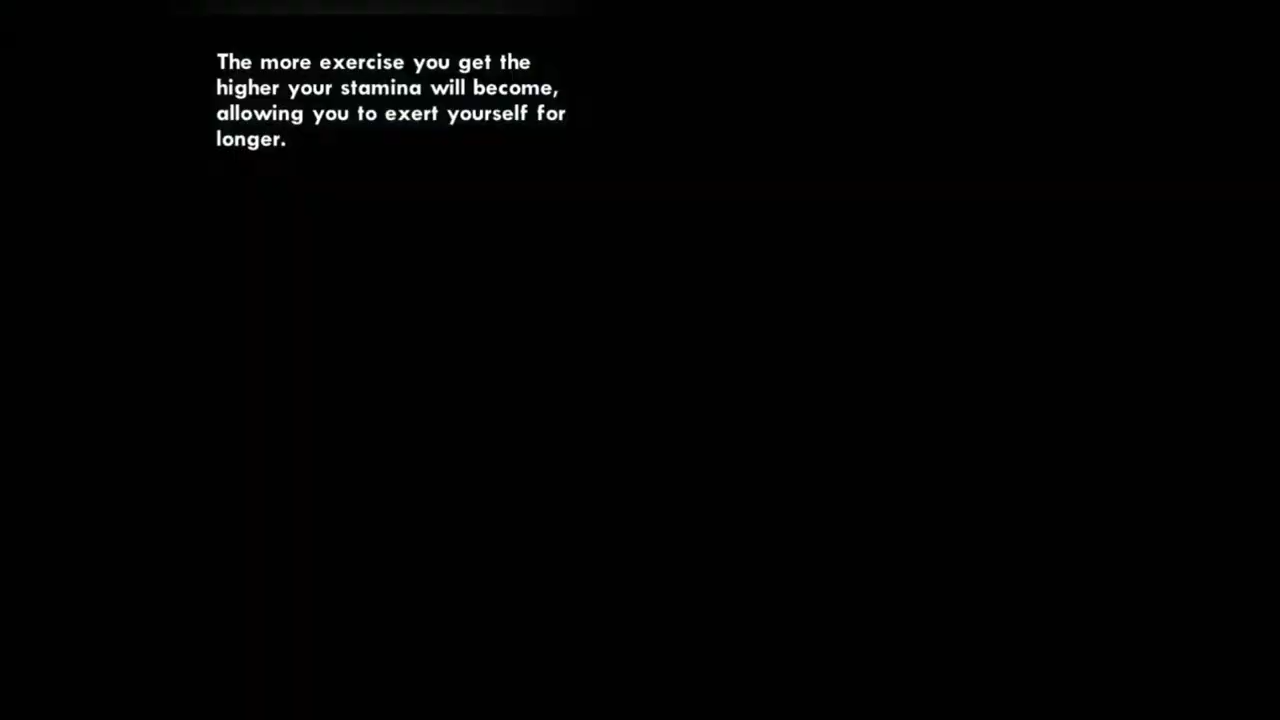 The more exercise you get the
higher your stamina will become,
allowing you to exert yourself for
longer.